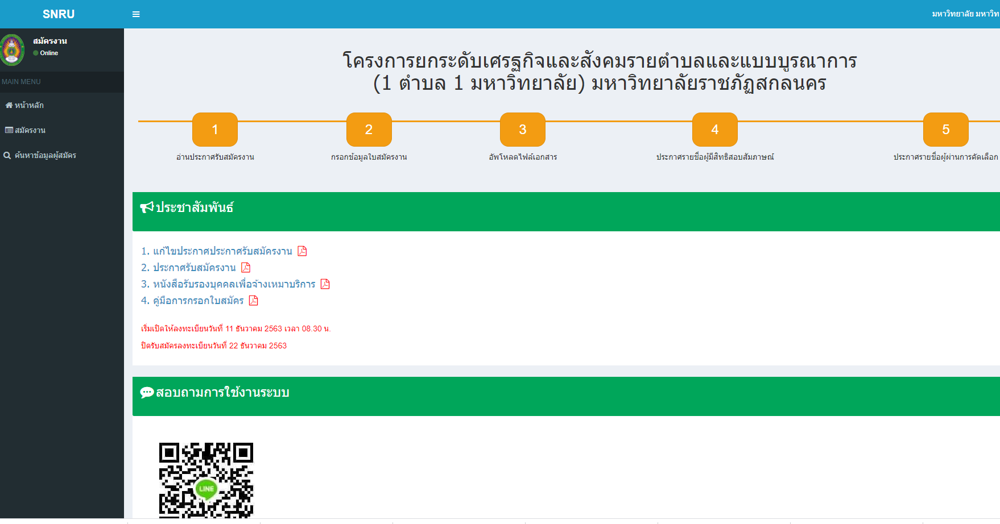 SNRU
มหาวิทยาลัย
สมัครงาน
Online
MAIN MENU
หน้าหลัก
สมัครงาน
ค้นหาข้อมูลผู้สมัคร
โครงการยกระดับเศรฐกิจและสังคมรายตำบลและแบบบูรณาการ
(1 ตำบล 1 มหาวิทยาลัย) มหาวิทยาลัยราชภัฏสกลนคร
1 2 3 4 5
อ่านประกาศรับสมัครงาน กรอกข้อมูลใบสมัครงาน อัพโหลดไฟล์เอกสาร ประกาศรายชื่อผู้มีสิทธิสอบสัมภาษณ์ ประกาศรายชื่อผู้ผ่านการคัดเลือก
ประชาสัมพันธ์
1. แก้ไขประกาศประกาศรับสมัครงาน
2. ประกาศรับสมัครงาน
3. หนังสือรับรองบุคคลเพื่อจ้างเหมาบริการ
4. คู่มือการกรอกใบสมัคร
เริ่มเปิดให้ลงทะเบียนวันที่ 11 ธันวาคม 2563 เวลา 08.30 น.
ปิดรับสมัครลงทะเบียนวันที่ 22 ธันวาคม 2563
สอบถามการใช้งานระบบ
LINE